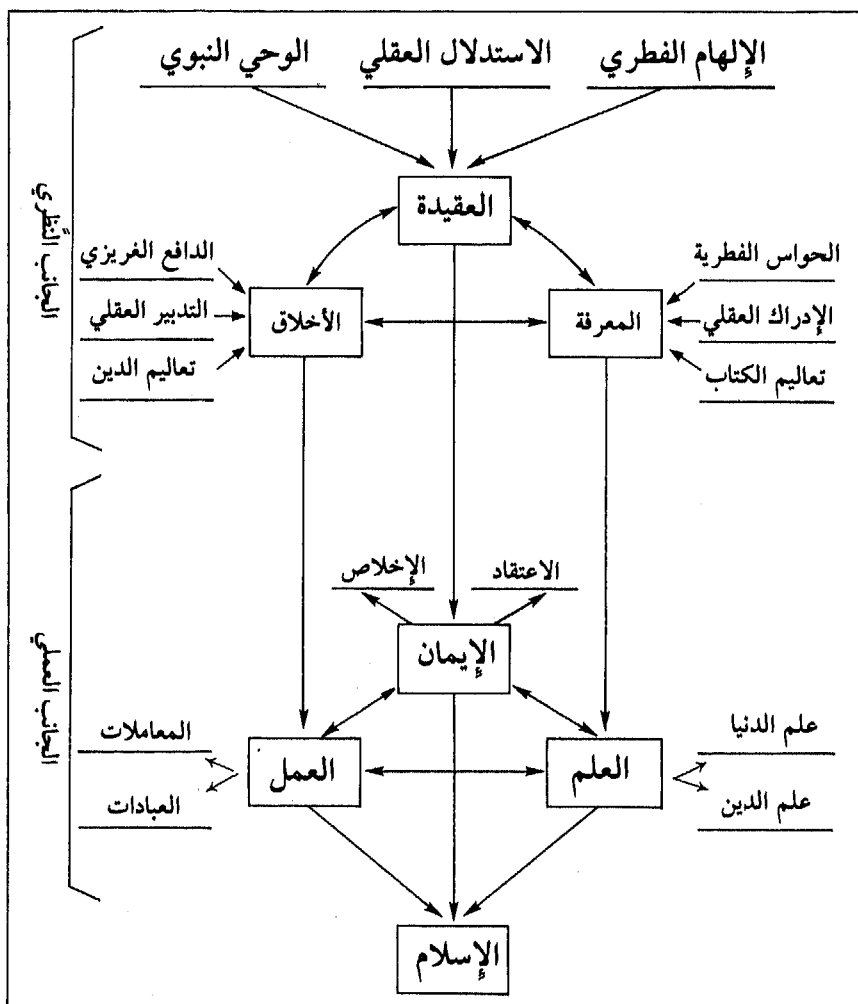 الإلهام الفطري
الاستدلال العقلي
الوحي النبوي
العقيدة
الحواس الفطرية
الإدراك العقلي
تعاليم الكتاب
المعرفة
الأخلاق
الدافع الغريزي
التدبير العقلي
تعاليم الدين
الجانب النظري
الاعتقاد
الإخلاص
الإيمان
علم الدنيا
علم الدين
العلم
العمل
المعاملات
العبادات
الجانب العملي
الإسلام